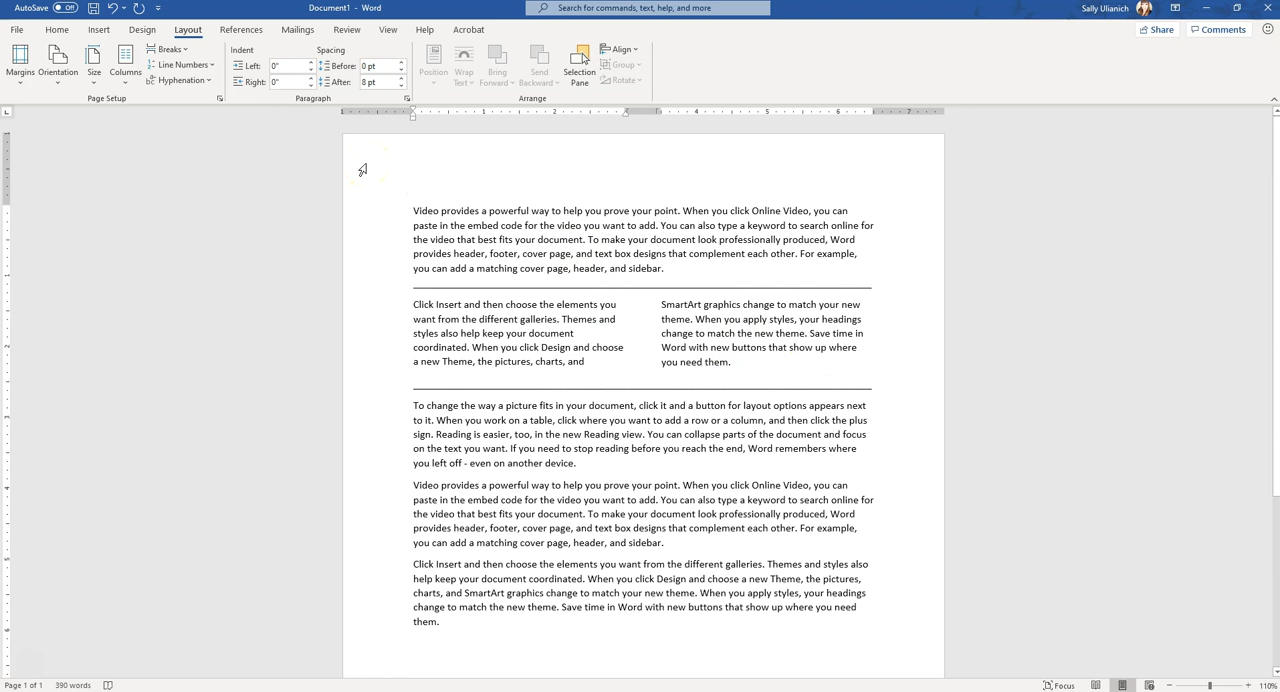 AutoSave Off Document1 - Word Search for commands, text, help, and more Sally Ulianich
File Home Insert Design Layout References Mailings Review View Help Acrobat Share Comments
Margins Orientation Size Columns Breaks Line Numbers Hyphenation
Page Setup
Indent Spacing
Left: 0" Before: 0 pt
Right: 0" After: 8 pt
Paragraph
Position Wrap Text Bring Forward Send Backward Selection Pane Align Group Rotate
Arrange
1 1 2 4 5 6 7
Video provides a powerful way to help you prove your point. When you click Online Video, you can
paste in the embed code for the video you want to add. You can also type a keyword to search online for
the video that best fits your document. To make your document look professionally produced, Word
provides header, footer, cover page, and text box designs that complement each other. For example,
you can add a matching cover page, header, and sidebar.
Click Insert and then choose the elements you
want from the different galleries. Themes and
styles also help keep your document
coordinated. When you click Design and choose
a new Theme, the pictures, charts, and
SmartArt graphics change to match your new
theme. When you apply styles, your headings
change to match the new theme. Save time in
Word with new buttons that show up where
you need them.
To change the way a picture fits in your document, click it and a button for layout options appears next
to it. When you work on a table, click where you want to add a row or a column, and then click the plus
sign. Reading is easier, too, in the new Reading view. You can collapse parts of the document and focus
on the text you want. If you need to stop reading before you reach the end, Word remembers where
you left off - even on another device.
Video provides a powerful way to help you prove your point. When you click Online Video, you can
paste in the embed code for the video you want to add. You can also type a keyword to search online for
the video that best fits your document. To make your document look professionally produced, Word
provides header, footer, cover page, and text box designs that complement each other. For example,
you can add a matching cover page, header, and sidebar.
Click Insert and then choose the elements you want from the different galleries. Themes and styles also
help keep your document coordinated. When you click Design and choose a new Theme, the pictures,
charts, and SmartArt graphics change to match your new theme. When you apply styles, your headings
change to match the new theme. Save time in Word with new buttons that show up where you need
them.
Page 1 of 1 390 words Focus 110%